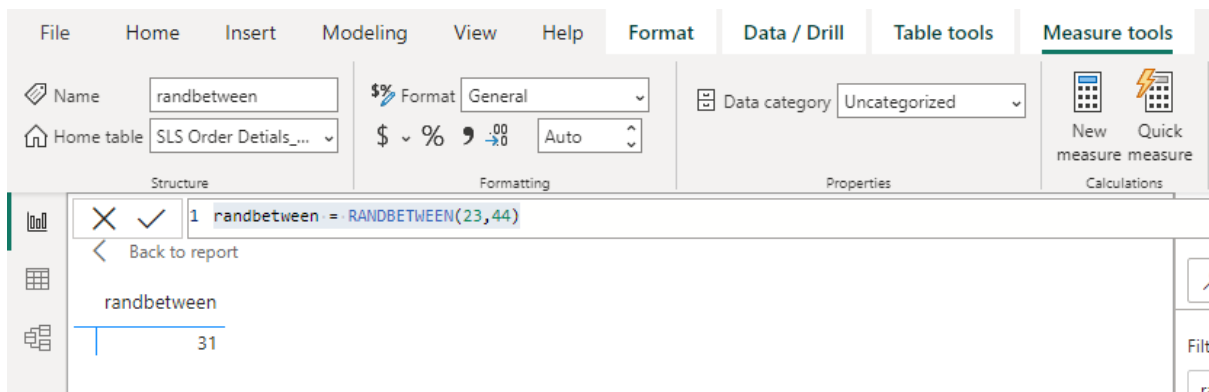 File Home Insert Modeling View Help Format Data / Drill Table tools Measure tools
Name randbetween
Home table SLS Order Detials_...
Structure
$% Format General
$ % 9 .00 →.0 Auto
Formatting
Data category Uncategorized
Properties
New measure
Quick measure
Calculations
1 randbetween = RANDBETWEEN(23,44)
Back to report
randbetween
31
Filt